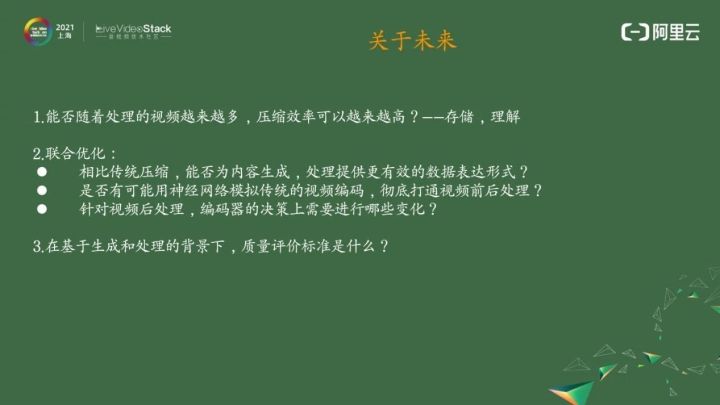 2021
上海
LiveVideoStack
音视频技术社区
阿里云
关于未来
1.能否随着处理的视频越来越多，压缩效率可以越来越高？——存储，理解
2.联合优化：
● 相比传统压缩，能否为内容生成，处理提供更有效的数据表达形式？
● 是否有可能用神经网络模拟传统的视频编码，彻底打通视频前后处理？
● 针对视频后处理，编码器的决策上需要进行哪些变化？
3.在基于生成和处理的背景下，质量评价标准是什么？